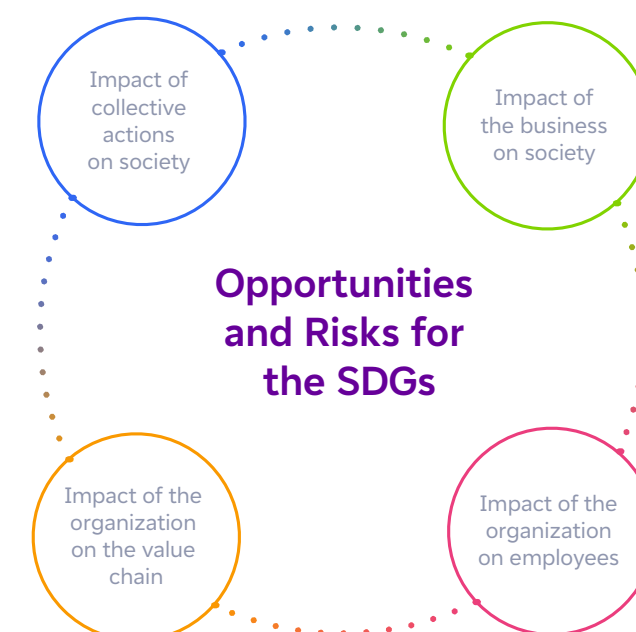 Impact of
collective
actions
on society
Impact of
the business
on society
Opportunities
and Risks for
the SDGs
Impact of the
organization
on the value
chain
Impact of the
organization
on employees